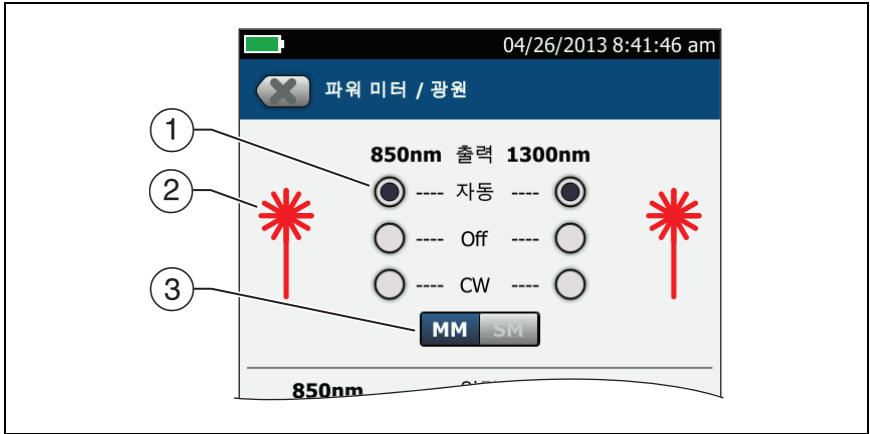 04/26/2013 8:41:46 am
파워 미터 / 광원
850nm 출력 1300nm
---- 자동 ----
---- Off ----
---- CW ----
MM SM
850nm
1
2
3